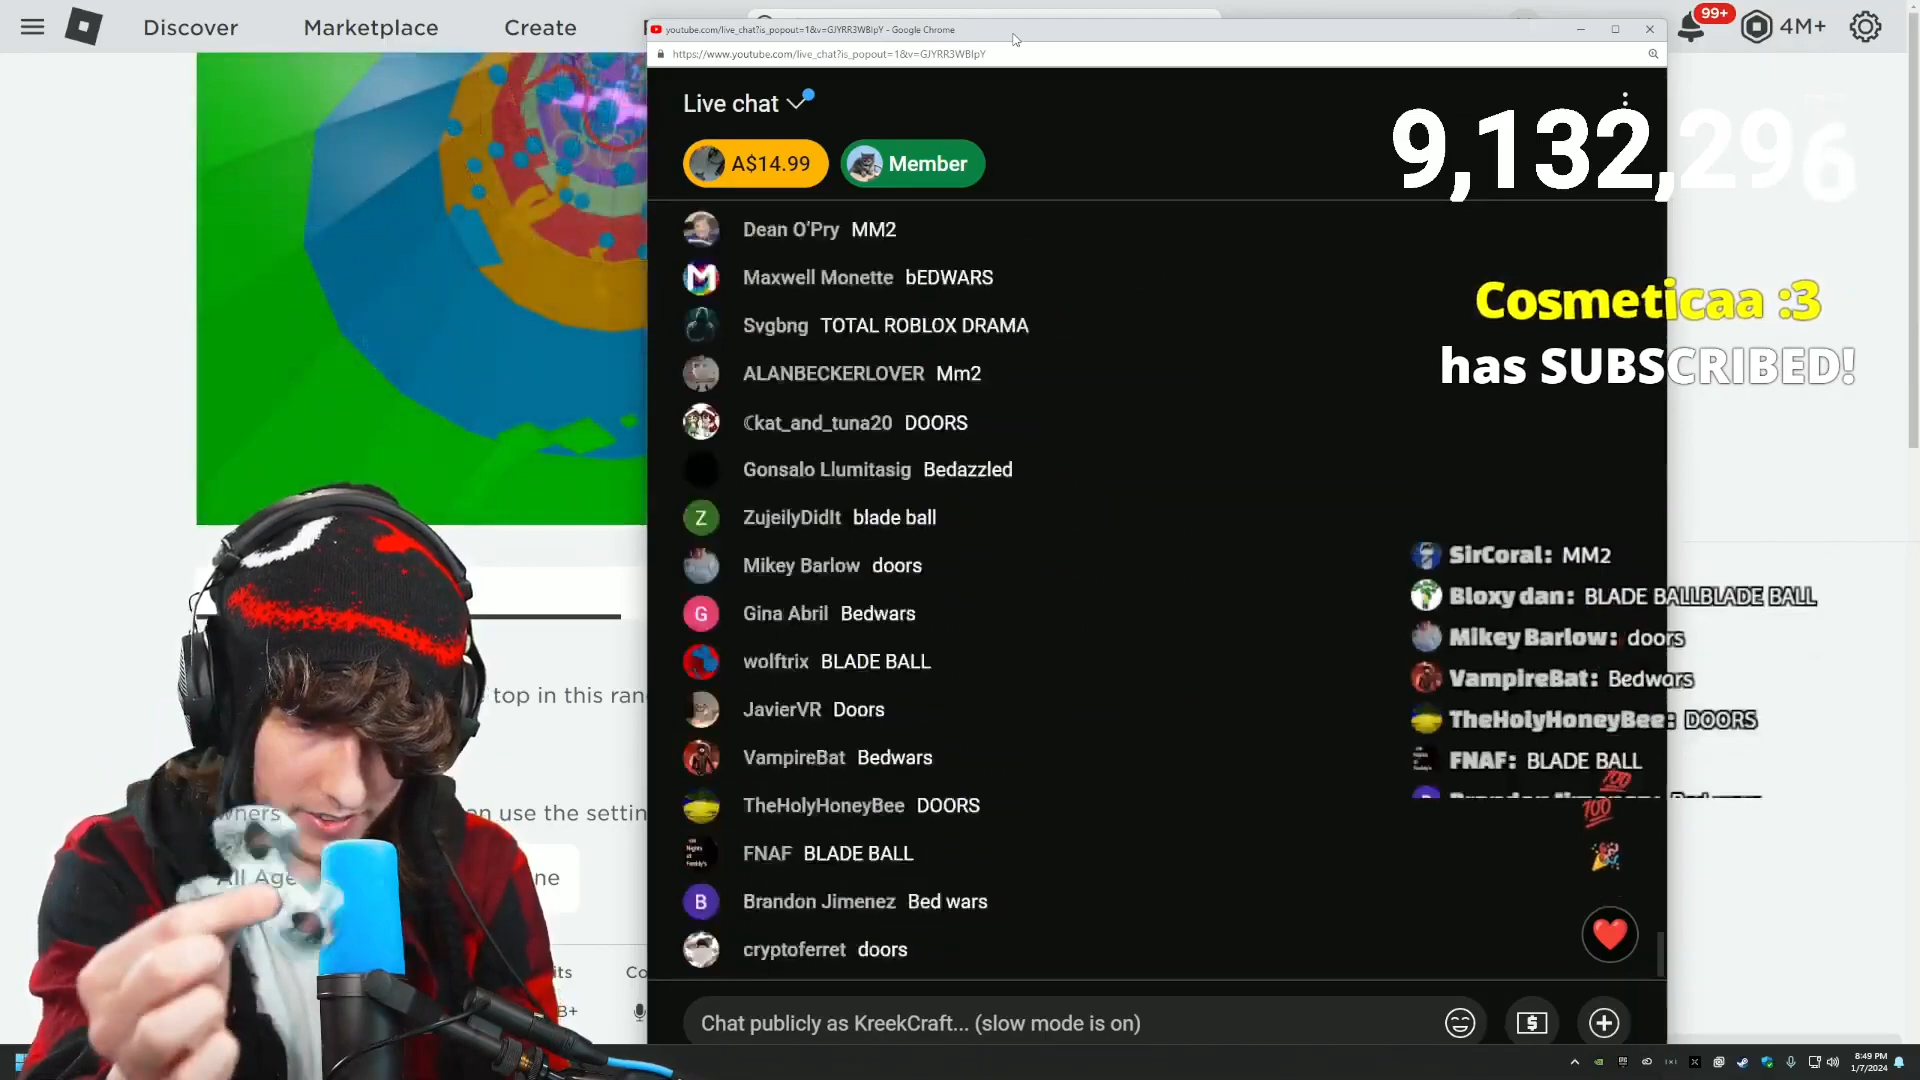 Discover
Marketplace
Create
99+
4M+
youtube.com/live_chat?is_popout=1&v=GJYRR3WBlpY - Google Chrome
https://www.youtube.com/live_chat?is_popout=1&v=GJYRR3WBlpY
Live chat
A$14.99
Member
9,132,296
Dean O'Pry MM2
Maxwell Monette bEDWARS
Svgbng TOTAL ROBLOX DRAMA
ALANBECKERLOVER Mm2
☾kat_and_tuna20 DOORS
Gonsalo Llumitasig Bedazzled
Z ZujeilyDidIt blade ball
Mikey Barlow doors
G Gina Abril Bedwars
wolftrix BLADE BALL
JavierVR Doors
VampireBat Bedwars
TheHolyHoneyBee DOORS
FNAF BLADE BALL
B Brandon Jimenez Bed wars
cryptoferret doors
Chat publicly as KreekCraft... (slow mode is on)
Cosmeticaa :3
has SUBSCRIBED!
SirCoral: MM2
Bloxy dan: BLADE BALLBLADE BALL
Mikey Barlow: doors
VampireBat: Bedwars
TheHolyHoneyBee: DOORS
FNAF: BLADE BALL
top in this
use the
All
8:49 PM
1/7/2024